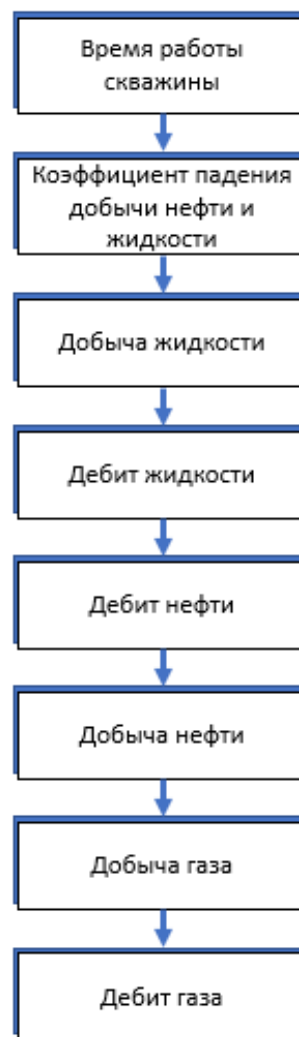 Время работы
скважины
Коэффициент падения
добычи нефти и
жидкости
Добыча жидкости
Дебит жидкости
Дебит нефти
Добыча нефти
Добыча газа
Дебит газа